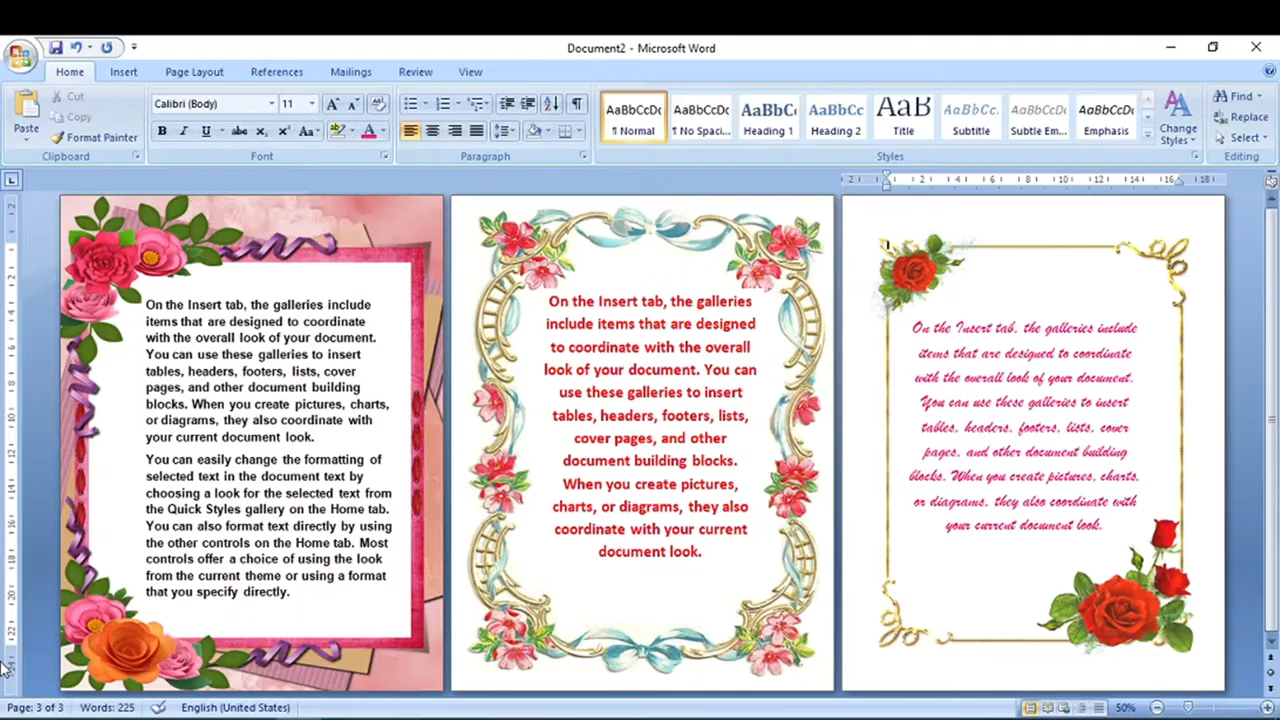 Document2 - Microsoft Word
Home Insert Page Layout References Mailings Review View
Paste
Cut
Copy
Format Painter
Clipboard
Calibri (Body) 11
B I U abc x₂ x² Aa
Font
Paragraph
AaBbCcDc AaBbCcDc AaBbCc AaBbCc AaB AaBbCc. AaBbCcDc AaBbCcDc
¶ Normal ¶ No Spaci... Heading 1 Heading 2 Title Subtitle Subtle Em... Emphasis
Change Styles
Styles
Find
Replace
Select
Editing
2 2 4 6 8 10 12 14 16 18
On the Insert tab, the galleries include
items that are designed to coordinate
with the overall look of your document.
You can use these galleries to insert
tables, headers, footers, lists, cover
pages, and other document building
blocks. When you create pictures, charts,
or diagrams, they also coordinate with
your current document look.
You can easily change the formatting of
selected text in the document text by
choosing a look for the selected text from
the Quick Styles gallery on the Home tab.
You can also format text directly by using
the other controls on the Home tab. Most
controls offer a choice of using the look
from the current theme or using a format
that you specify directly.
On the Insert tab, the galleries
include items that are designed
to coordinate with the overall
look of your document. You can
use these galleries to insert
tables, headers, footers, lists,
cover pages, and other
document building blocks.
When you create pictures,
charts, or diagrams, they also
coordinate with your current
document look.
On the Insert tab, the galleries include
items that are designed to coordinate
with the overall look of your document.
You can use these galleries to insert
tables, headers, footers, lists, cover
pages, and other document building
blocks. When you create pictures, charts,
or diagrams, they also coordinate with
your current document look.
Page: 3 of 3 Words: 225 English (United States) 50%